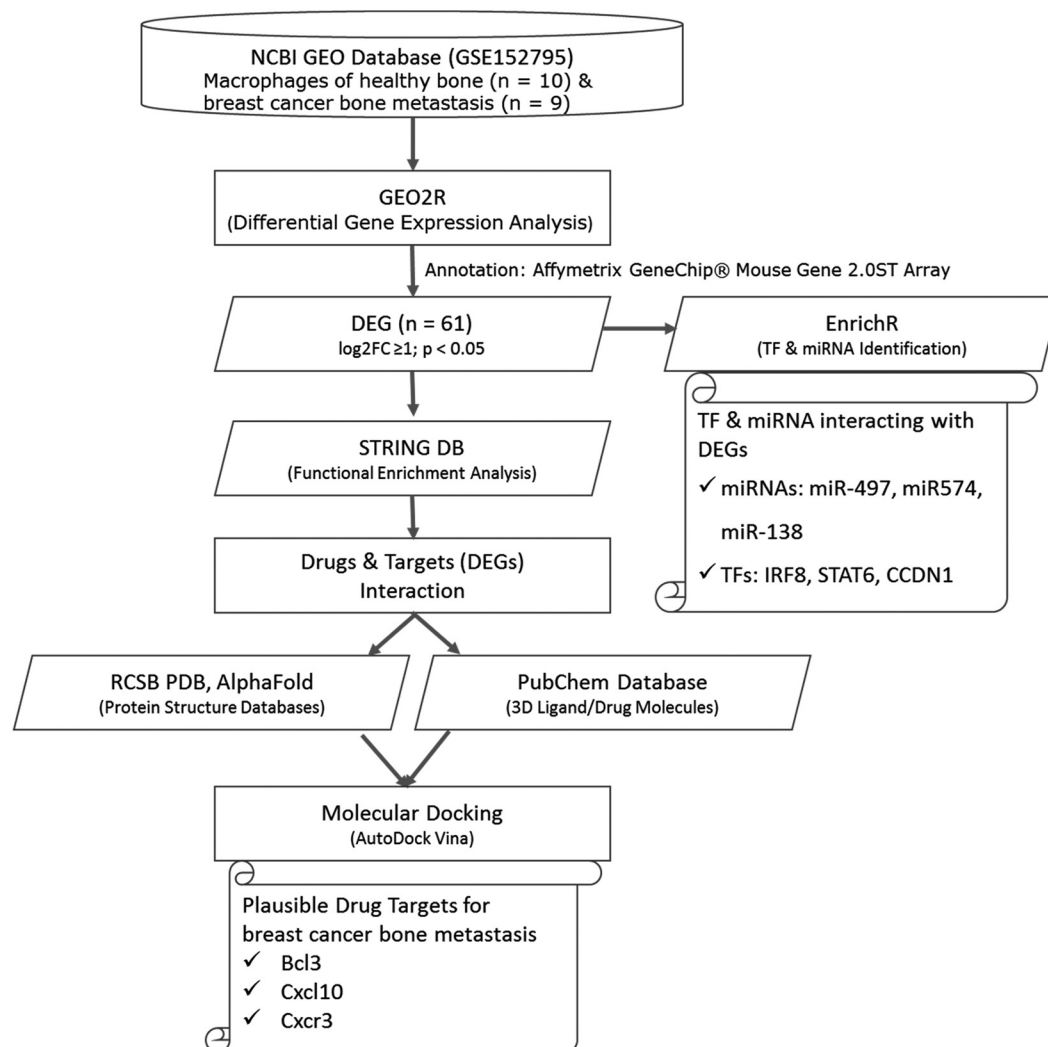 NCBI GEO Database (GSE152795)
Macrophages of healthy bone (n = 10) &
breast cancer bone metastasis (n = 9)
GEO2R
(Differential Gene Expression Analysis)
Annotation: Affymetrix GeneChip® Mouse Gene 2.0ST Array
DEG (n = 61)
log2FC ≥1; p < 0.05
EnrichR
(TF & miRNA Identification)
TF & miRNA interacting with
DEGs
✓ miRNAs: miR-497, miR574,
miR-138
✓ TFs: IRF8, STAT6, CCDN1
STRING DB
(Functional Enrichment Analysis)
Drugs & Targets (DEGs)
Interaction
RCSB PDB, AlphaFold
(Protein Structure Databases)
PubChem Database
(3D Ligand/Drug Molecules)
Molecular Docking
(AutoDock Vina)
Plausible Drug Targets for
breast cancer bone metastasis
✓ Bcl3
✓ Cxcl10
✓ Cxcr3